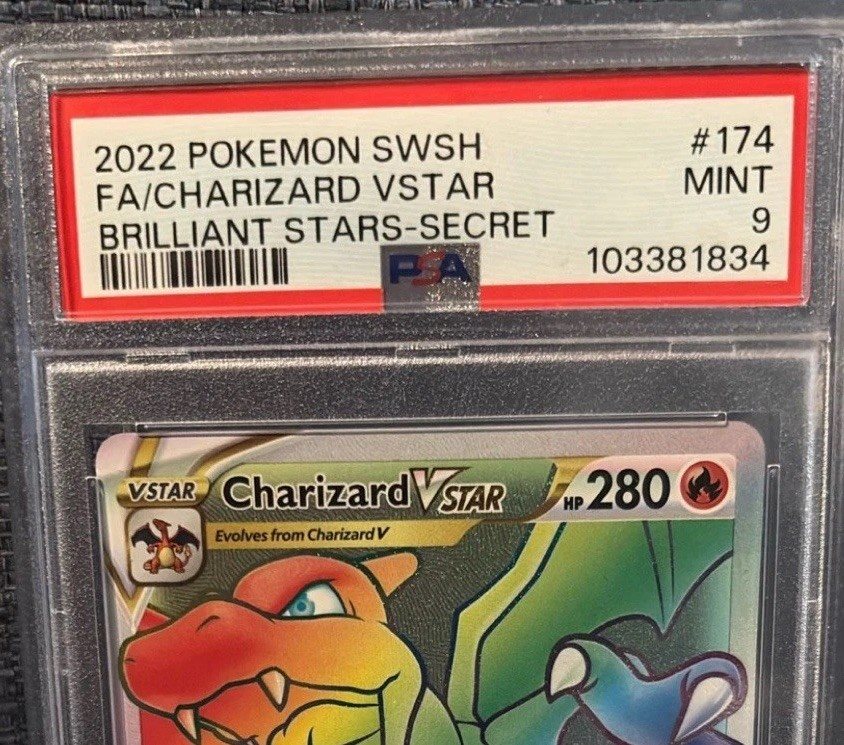 2022 POKEMON SWSH #174
FA/CHARIZARD VSTAR MINT
BRILLIANT STARS-SECRET 9
PSA 103381834
VSTAR Charizard VSTAR HP 280
Evolves from Charizard V